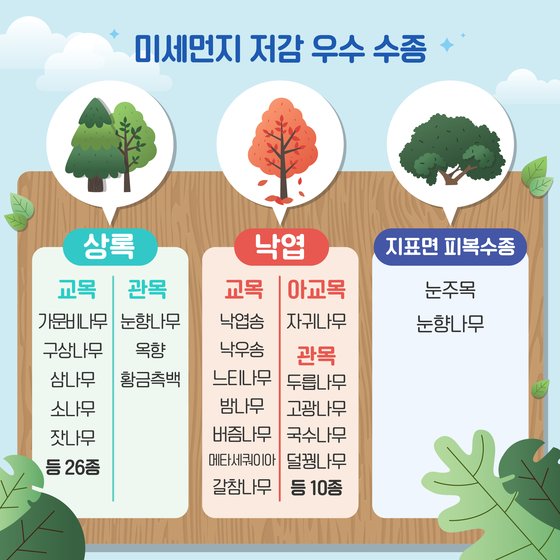 미세먼지 저감 우수 수종
상록
교목
가문비나무
구상나무
삼나무
소나무
잣나무
등 26종
관목
눈향나무
옥향
황금측백
낙엽
교목
낙엽송
낙우송
느티나무
밤나무
버즘나무
메타세쿼이아
갈참나무
아교목
자귀나무
관목
두릅나무
고광나무
국수나무
덜꿩나무
등 10종
지표면 피복수종
눈주목
눈향나무